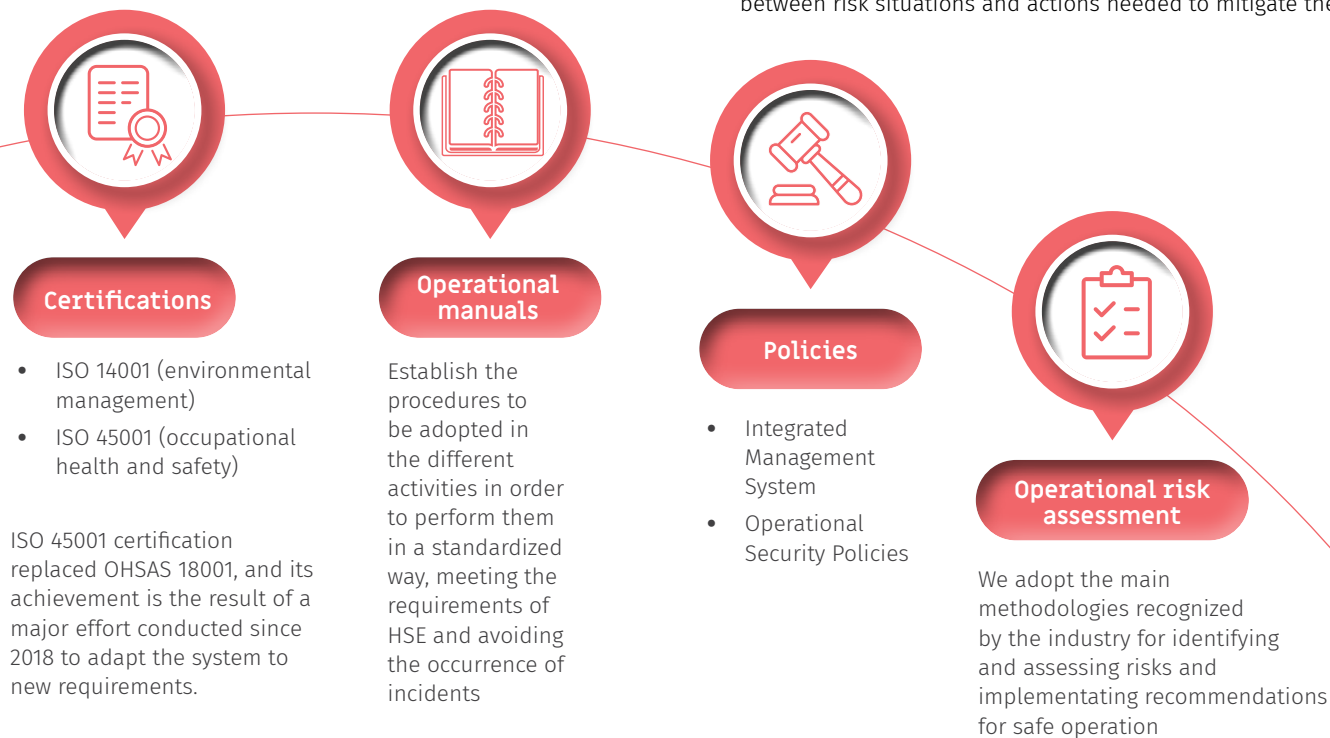 between risk situations and actions needed to mitigate the
Certifications
• ISO 14001 (environmental
management)
• ISO 45001 (occupational
health and safety)
ISO 45001 certification
replaced OHSAS 18001, and its
achievement is the result of a
major effort conducted since
2018 to adapt the system to
new requirements.
Operational
manuals
Establish the
procedures to
be adopted in
the different
activities in order
to perform them
in a standardized
way, meeting the
requirements of
HSE and avoiding
the occurrence of
incidents
Policies
• Integrated
Management
System
• Operational
Security Policies
Operational risk
assessment
We adopt the main
methodologies recognized
by the industry for identifying
and assessing risks and
implementating recommendations
for safe operation